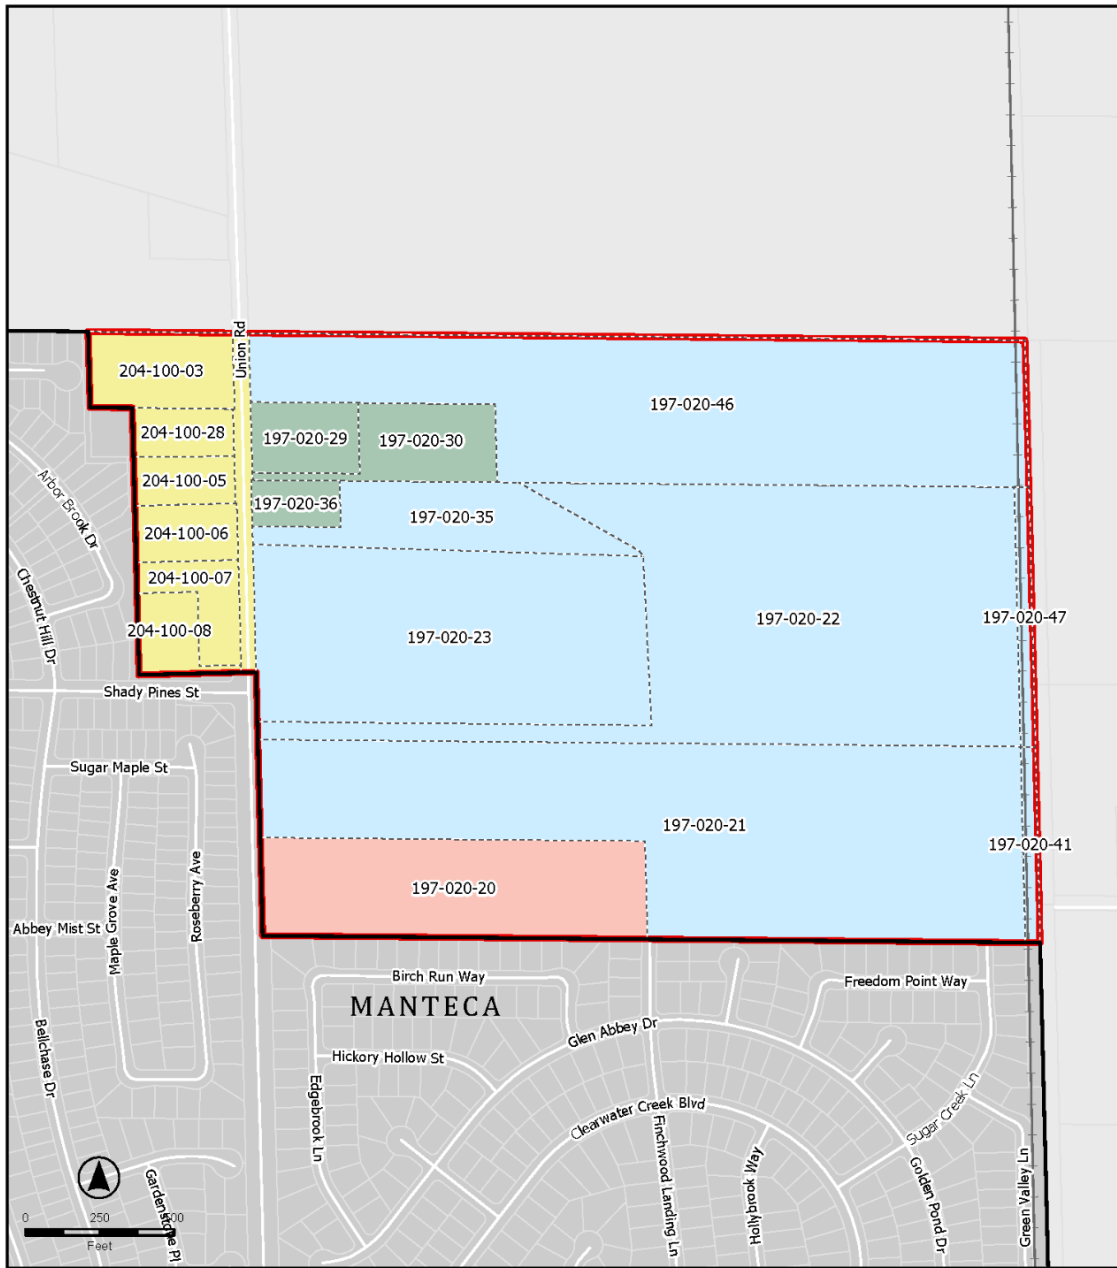 Union Rd
204-100-03
197-020-46
204-100-28
197-020-29
197-020-30
204-100-05
197-020-36
197-020-35
204-100-06
204-100-07
204-100-08
197-020-23
197-020-22
197-020-47
Arbor Brook Dr
Chestnut Hill Dr
Shady Pines St
Sugar Maple St
197-020-21
197-020-41
197-020-20
Maple Grove Ave
Roseberry Ave
Abbey Mist St
Birch Run Way
Freedom Point Way
MANTECA
Glen Abbey Dr
Hickory Hollow St
Bellchase Dr
Edgebrook Ln
Clearwater Creek Blvd
Sugar Creek Ln
Finchwood Landing Ln
Hollybrook Way
Golden Pond Dr
Green Valley Ln
Gardenstone Pl
0 250 500
Feet